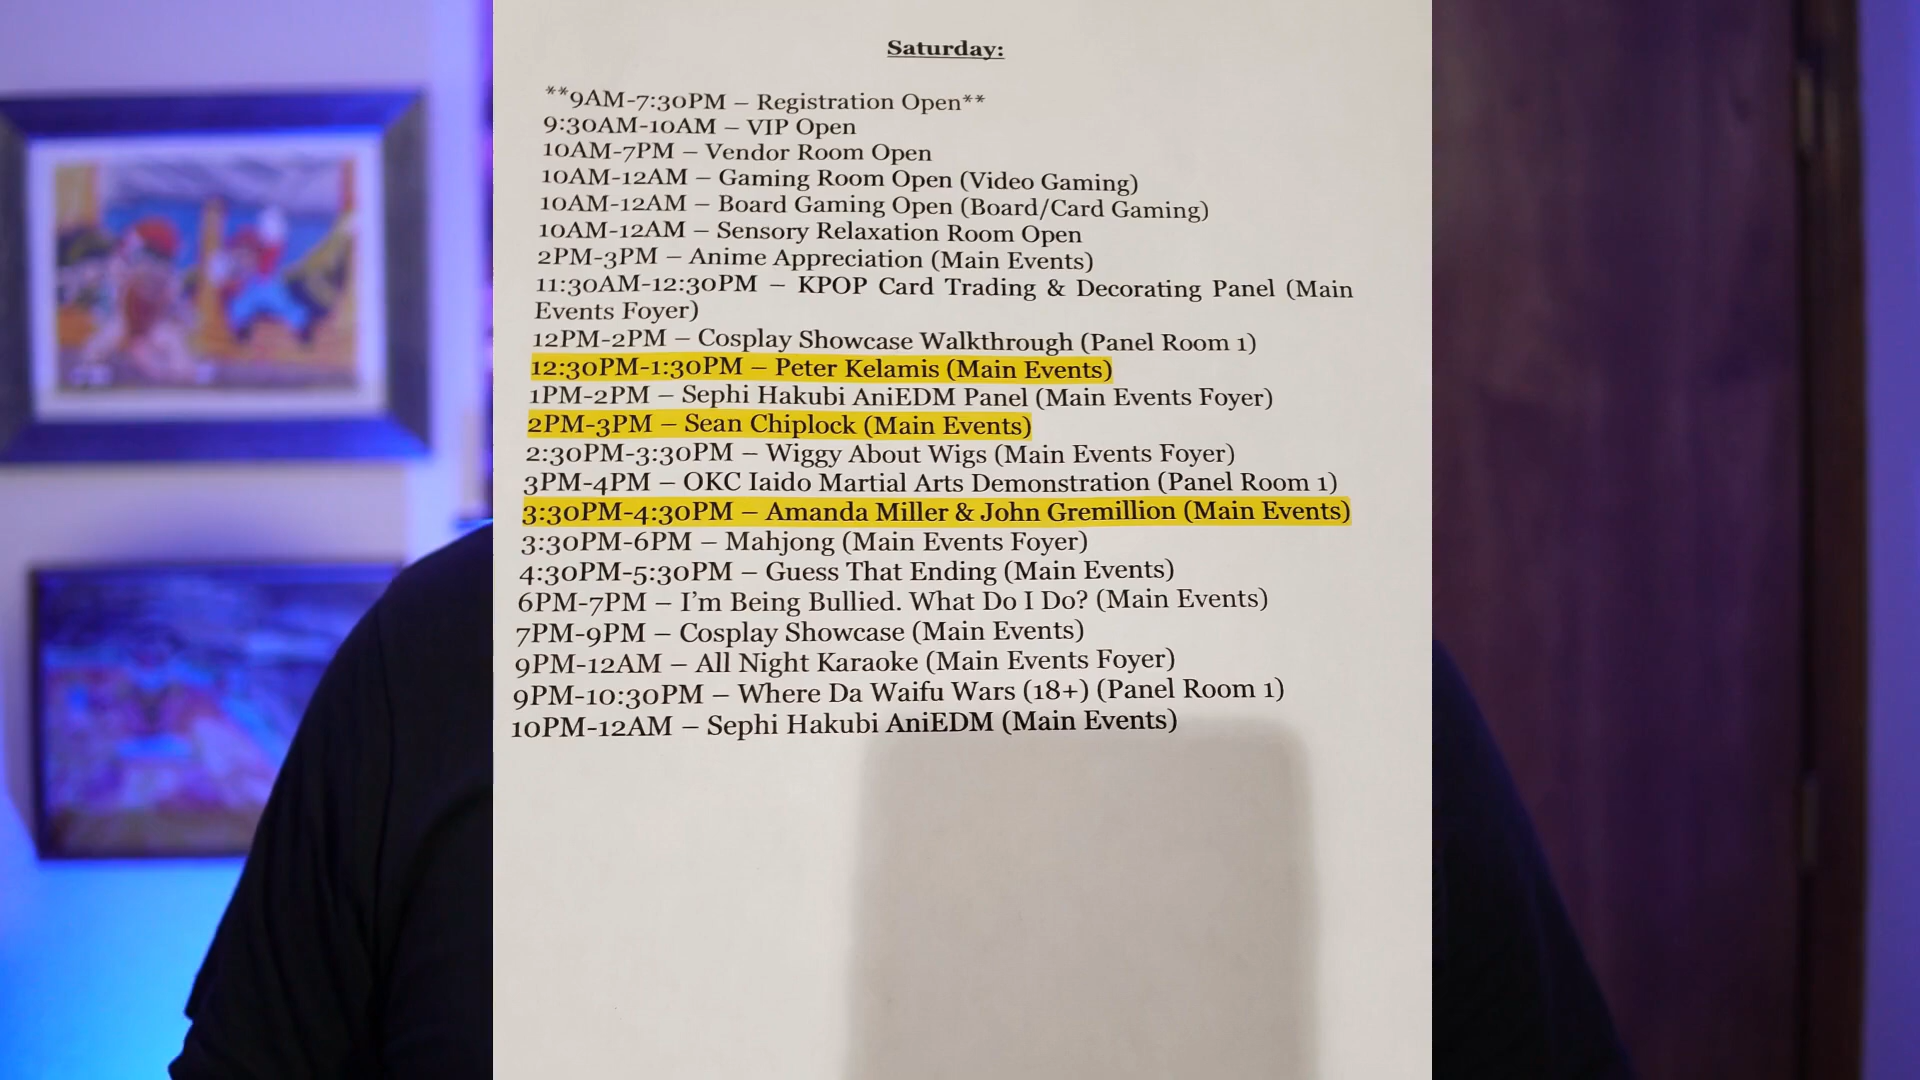 Saturday:
**9AM-7:30PM – Registration Open**
9:30AM-10AM – VIP Open
10AM-7PM – Vendor Room Open
10AM-12AM – Gaming Room Open (Video Gaming)
10AM-12AM – Board Gaming Open (Board/Card Gaming)
10AM-12AM – Sensory Relaxation Room Open
2PM-3PM – Anime Appreciation (Main Events)
11:30AM-12:30PM – KPOP Card Trading & Decorating Panel (Main
Events Foyer)
12PM-2PM – Cosplay Showcase Walkthrough (Panel Room 1)
12:30PM-1:30PM – Peter Kelamis (Main Events)
1PM-2PM – Sephi Hakubi AniEDM Panel (Main Events Foyer)
2PM-3PM – Sean Chiplock (Main Events)
2:30PM-3:30PM – Wiggy About Wigs (Main Events Foyer)
3PM-4PM – OKC Iaido Martial Arts Demonstration (Panel Room 1)
3:30PM-4:30PM – Amanda Miller & John Gremillion (Main Events)
3:30PM-6PM – Mahjong (Main Events Foyer)
4:30PM-5:30PM – Guess That Ending (Main Events)
6PM-7PM – I'm Being Bullied. What Do I Do? (Main Events)
7PM-9PM – Cosplay Showcase (Main Events)
9PM-12AM – All Night Karaoke (Main Events Foyer)
9PM-10:30PM – Where Da Waifu Wars (18+) (Panel Room 1)
10PM-12AM – Sephi Hakubi AniEDM (Main Events)